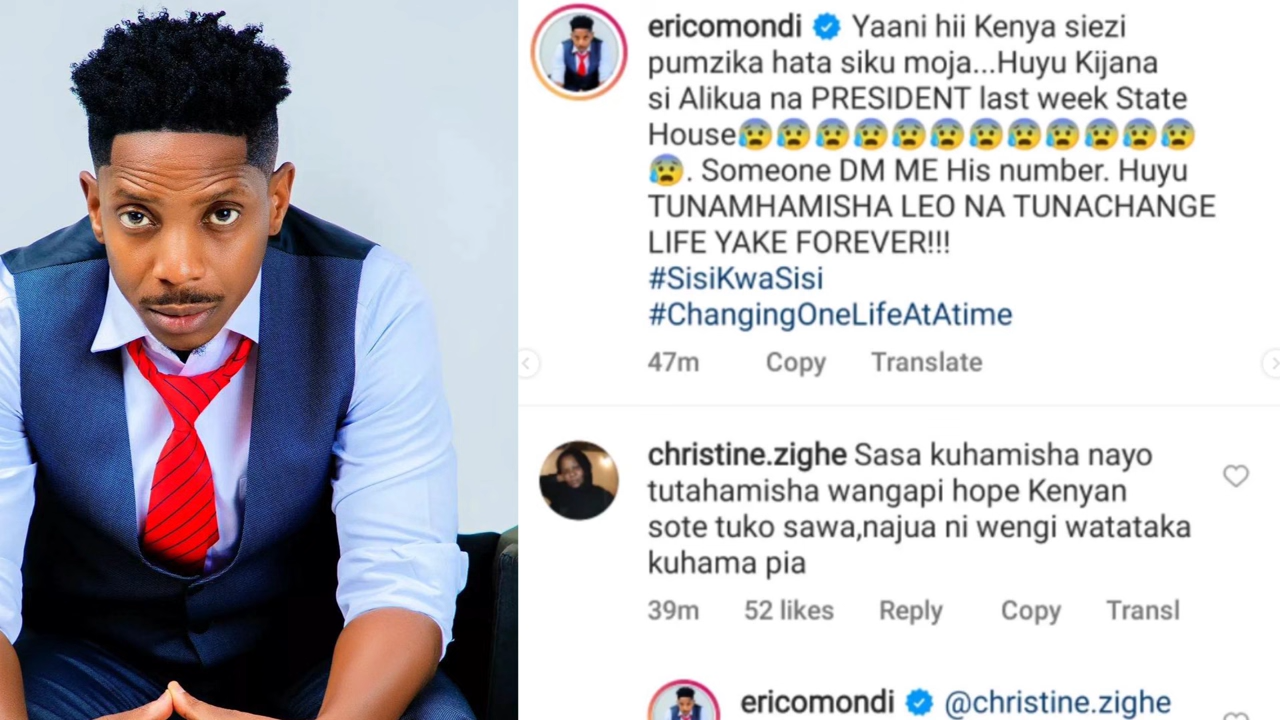 ericomondi Yaani hii Kenya siezi
pumzika hata siku moja...Huyu Kijana
si Alikua na PRESIDENT last week State
House😰😰😰😰😰😰😰😰😰😰😰😰
😰. Someone DM ME His number. Huyu
TUNAMHAMISHA LEO NA TUNACHANGE
LIFE YAKE FOREVER!!!
#SisiKwaSisi
#ChangingOneLifeAtAtime
47m Copy Translate
christine.zighe Sasa kuhamisha nayo
tutahamisha wangapi hope Kenyan
sote tuko sawa,najua ni wengi watataka
kuhama pia
39m 52 likes Reply Copy Transl
ericomondi @christine.zighe